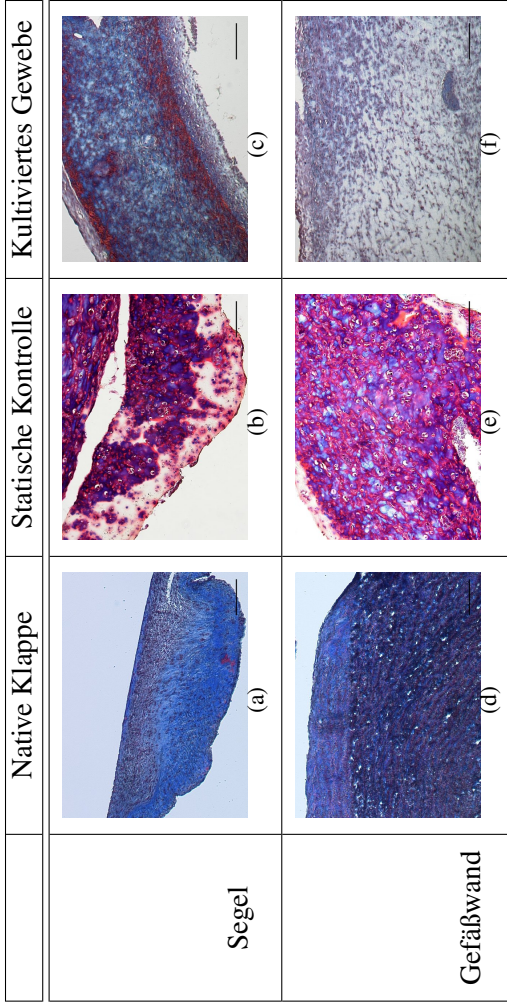 Native Klappe Statische Kontrolle Kultiviertes Gewebe
Segel
(a) (b) (c)
Gefäßwand
(d) (e) (f)